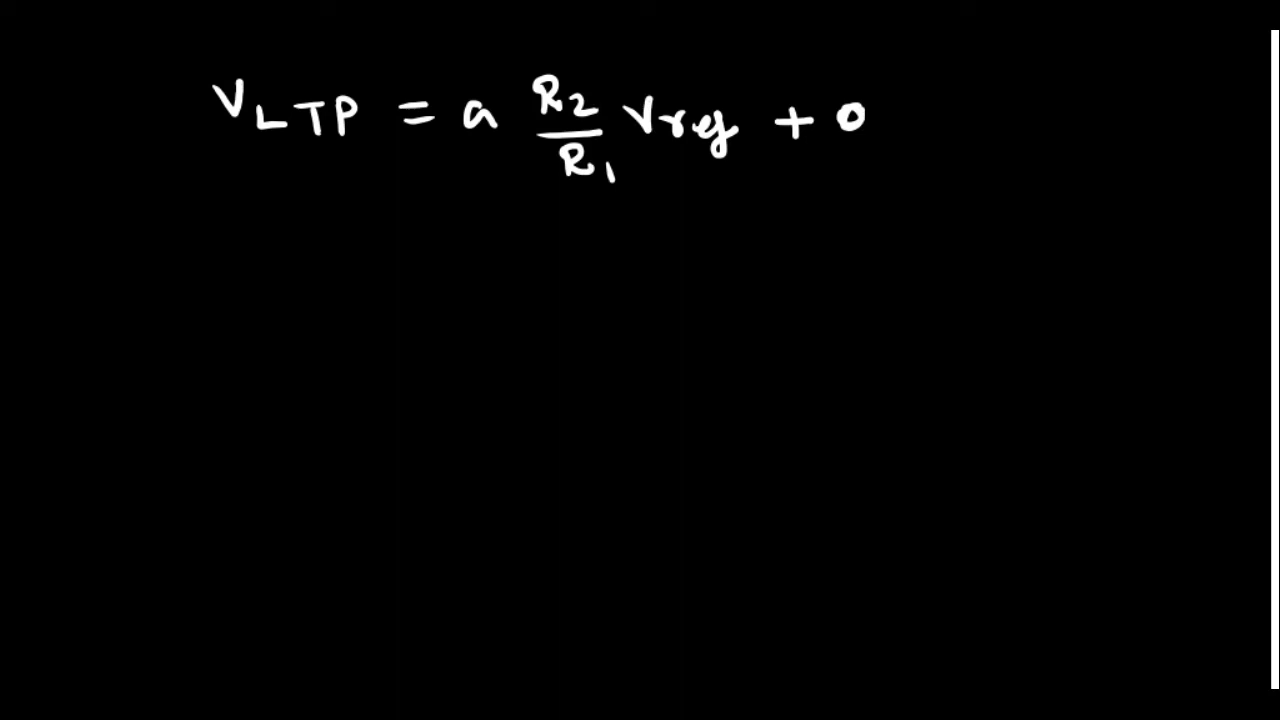 V_LTP = a R2/R1 Vref + 0